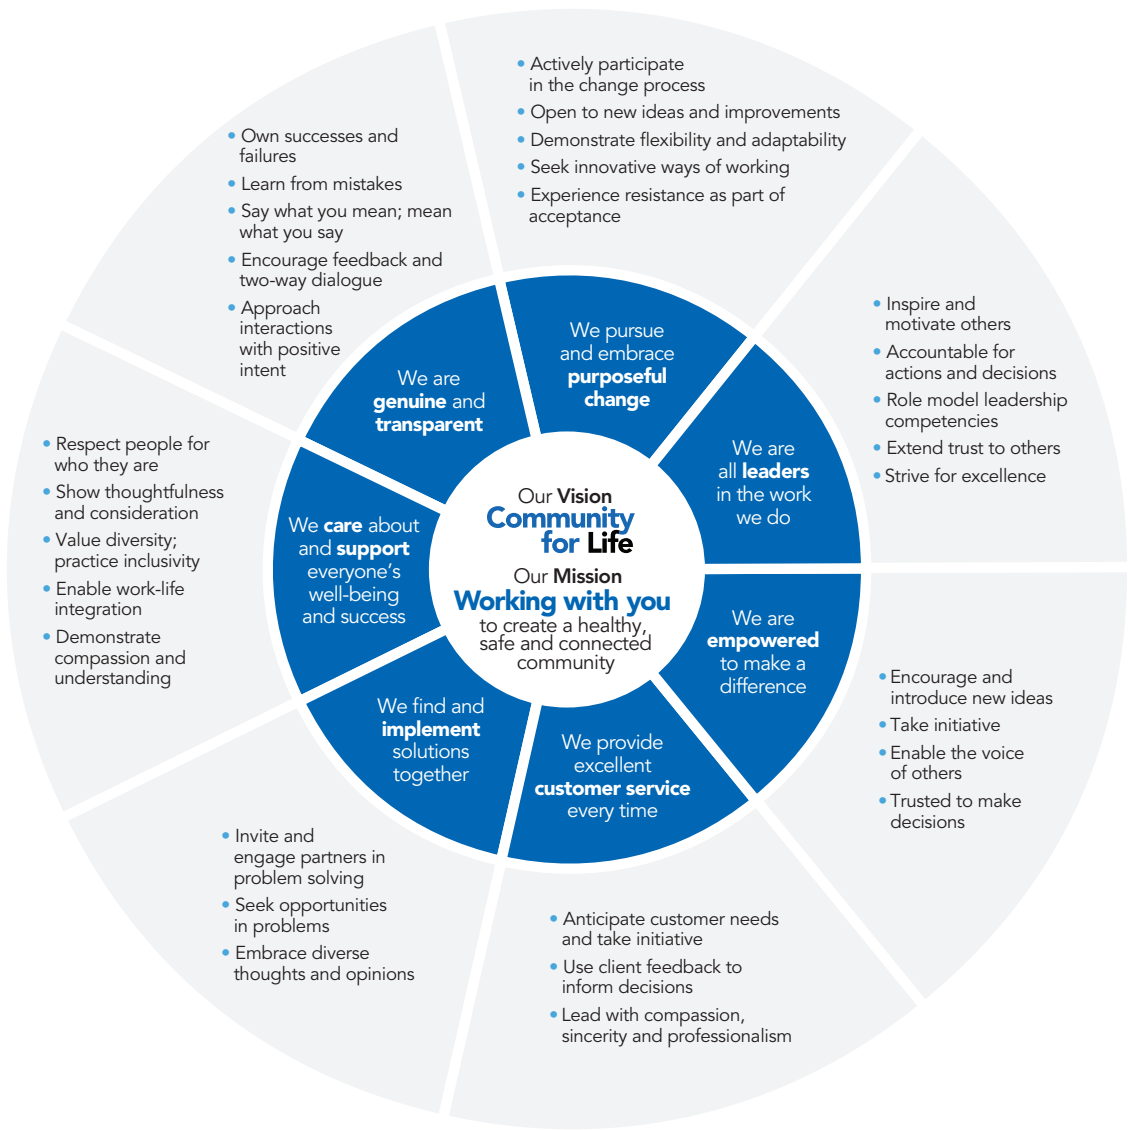 Our Vision
Community
for Life
Our Mission
Working with you
to create a healthy,
safe and connected
community
We pursue
and embrace
purposeful
change
• Actively participate
in the change process
• Open to new ideas and improvements
• Demonstrate flexibility and adaptability
• Seek innovative ways of working
• Experience resistance as part of
acceptance
We are
all leaders
in the work
we do
• Inspire and
motivate others
• Accountable for
actions and decisions
• Role model leadership
competencies
• Extend trust to others
• Strive for excellence
We are
empowered
to make a
difference
• Encourage and
introduce new ideas
• Take initiative
• Enable the voice
of others
• Trusted to make
decisions
We provide
excellent
customer service
every time
• Anticipate customer needs
and take initiative
• Use client feedback to
inform decisions
• Lead with compassion,
sincerity and professionalism
We find and
implement
solutions
together
• Invite and
engage partners in
problem solving
• Seek opportunities
in problems
• Embrace diverse
thoughts and opinions
We care about
and support
everyone’s
well-being
and success
• Respect people for
who they are
• Show thoughtfulness
and consideration
• Value diversity;
practice inclusivity
• Enable work-life
integration
• Demonstrate
compassion and
understanding
We are
genuine and
transparent
• Own successes and
failures
• Learn from mistakes
• Say what you mean; mean
what you say
• Encourage feedback and
two-way dialogue
• Approach
interactions
with positive
intent